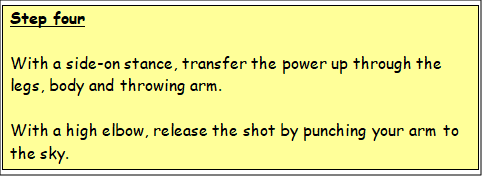 Step four
With a side-on stance, transfer the power up through the
legs, body and throwing arm.
With a high elbow, release the shot by punching your arm to
the sky.